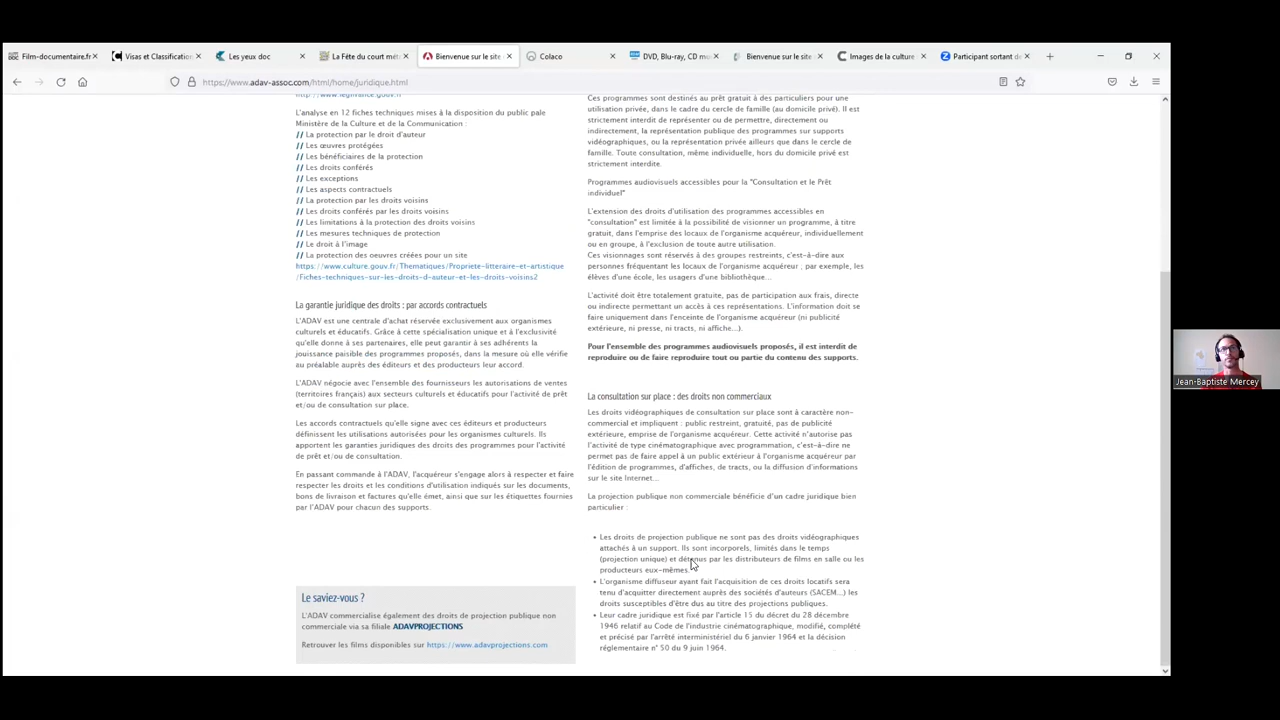 Film-documentaire.fr
Visas et Classification
Les yeux doc
La Fête du court mét
Bienvenue sur le site
Colaco
DVD, Blu-ray, CD mo
Bienvenue sur le site
Images de la culture
Participant sortant d
https://www.adav-assoc.com/html/home/juridique.html
L'analyse en 12 fiches techniques mises à la disposition du public pale
Ministère de la Culture et de la Communication :
// La protection par le droit d'auteur
// Les œuvres protégées
// Les bénéficiaires de la protection
// Les droits conférés
// Les exceptions
// Les aspects contractuels
// La protection par les droits voisins
// Les droits conférés par les droits voisins
// Les limitations à la protection des droits voisins
// Les mesures techniques de protection
// Le droit à l'image
// La protection des oeuvres créées pour un site
https://www.culture.gouv.fr/Thematiques/Propriete-litteraire-et-artistique
/Fiches-techniques-sur-les-droits-d-auteur-et-les-droits-voisins2
La garantie juridique des droits : par accords contractuels
L'ADAV est une centrale d'achat réservée exclusivement aux organismes
culturels et éducatifs. Grâce à cette spécialisation unique et à l'exclusivité
qu'elle donne à ses partenaires, elle peut garantir à ses adhérents la
jouissance paisible des programmes proposés, dans la mesure où elle vérifie
au préalable auprès des éditeurs et des producteurs leur accord.
L'ADAV négocie avec l'ensemble des fournisseurs les autorisations de ventes
(territoires français) aux secteurs culturels et éducatifs pour l'activité de prêt
et/ou de consultation sur place.
Les accords contractuels qu'elle signe avec ces éditeurs et producteurs
définissent les utilisations autorisées pour les organismes culturels. Ils
apportent les garanties juridiques des droits des programmes pour l'activité
de prêt et/ou de consultation.
En passant commande à l'ADAV, l'acquéreur s'engage alors à respecter et faire
respecter les droits et les conditions d'utilisation indiqués sur les documents,
bons de livraison et factures qu'elle émet, ainsi que sur les étiquettes fournies
par l'ADAV pour chacun des supports.
Le saviez-vous ?
L'ADAV commercialise également des droits de projection publique non
commerciale via sa filiale ADAVPROJECTIONS
Retrouver les films disponibles sur https://www.adavprojections.com
Ces programmes sont destinés au prêt gratuit à des particuliers pour une
utilisation privée, dans le cadre du cercle de famille (au domicile privé). Il est
strictement interdit de représenter ou de permettre, directement ou
indirectement, la représentation publique des programmes sur supports
vidéographiques, ou la représentation privée ailleurs que dans le cercle de
famille. Toute consultation, même individuelle, hors du domicile privé est
strictement interdite.
Programmes audiovisuels accessibles pour la "Consultation et le Prêt
individuel"
L'extension des droits d'utilisation des programmes accessibles en
"consultation" est limitée à la possibilité de visionner un programme, à titre
gratuit, dans l'emprise des locaux de l'organisme acquéreur, individuellement
ou en groupe, à l'exclusion de toute autre utilisation.
Ces visionnages sont réservés à des groupes restreints, c'est-à-dire aux
personnes fréquentant les locaux de l'organisme acquéreur , par exemple, les
élèves d'une école, les usagers d'une bibliothèque...
L'activité doit être totalement gratuite, pas de participation aux frais, directe
ou indirecte permettant un accès à ces représentations. L'information doit se
faire uniquement dans l'enceinte de l'organisme acquéreur (ni publicité
extérieure, ni presse, ni tracts, ni affiche...).
Pour l'ensemble des programmes audiovisuels proposés, il est interdit de
reproduire ou de faire reproduire tout ou partie du contenu des supports.
La consultation sur place : des droits non commerciaux
Les droits vidéographiques de consultation sur place sont à caractère non-
commercial et impliquent : public restreint, gratuité, pas de publicité
extérieure, emprise de l'organisme acquéreur. Cette activité n'autorise pas
l'activité de type cinématographique avec programmation, c'est-à-dire ne
permet pas de faire appel à un public extérieur à l'organisme acquéreur par
l'édition de programmes, d'affiches, de tracts, ou la diffusion d'informations
sur le site Internet...
La projection publique non commerciale bénéficie d'un cadre juridique bien
particulier :
• Les droits de projection publique ne sont pas des droits vidéographiques
attachés à un support. Ils sont incorporels, limités dans le temps
(projection unique) et détenus par les distributeurs de films en salle ou les
producteurs eux-mêmes.
• L'organisme diffuseur ayant fait l'acquisition de ces droits locatifs sera
tenu d'acquitter directement auprès des sociétés d'auteurs (SACEM...) les
droits susceptibles d'être dus au titre des projections publiques.
• Leur cadre juridique est fixé par l'article 15 du décret du 28 décembre
1946 relatif au Code de l'industrie cinématographique, modifié, complété
et précisé par l'arrêté interministériel du 6 janvier 1964 et la décision
réglementaire n° 50 du 9 juin 1964.
Jean-Baptiste Mercey